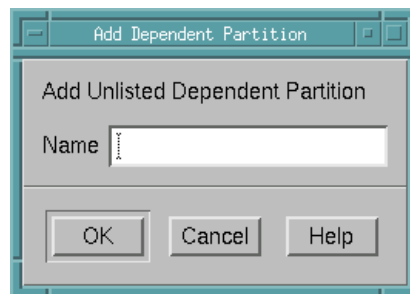 Add Dependent Partition
Add Unlisted Dependent Partition
Name
OK Cancel Help